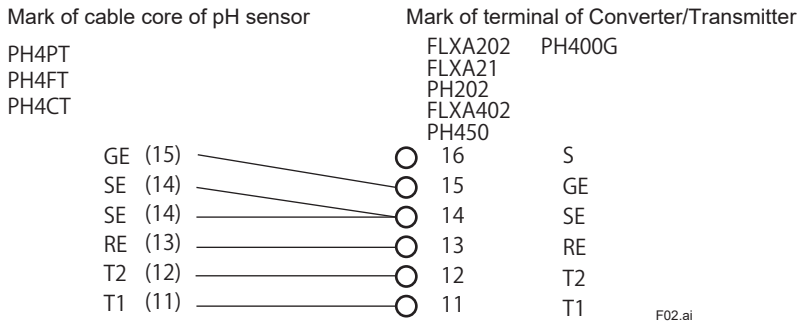 Mark of cable core of pH sensor Mark of terminal of Converter/Transmitter
PH4PT
PH4FT
PH4CT
FLXA202 PH400G
FLXA21
PH202
FLXA402
PH450
GE (15) 16 S
SE (14) 15 GE
SE (14) 14 SE
RE (13) 13 RE
T2 (12) 12 T2
T1 (11) 11 T1
F02.ai